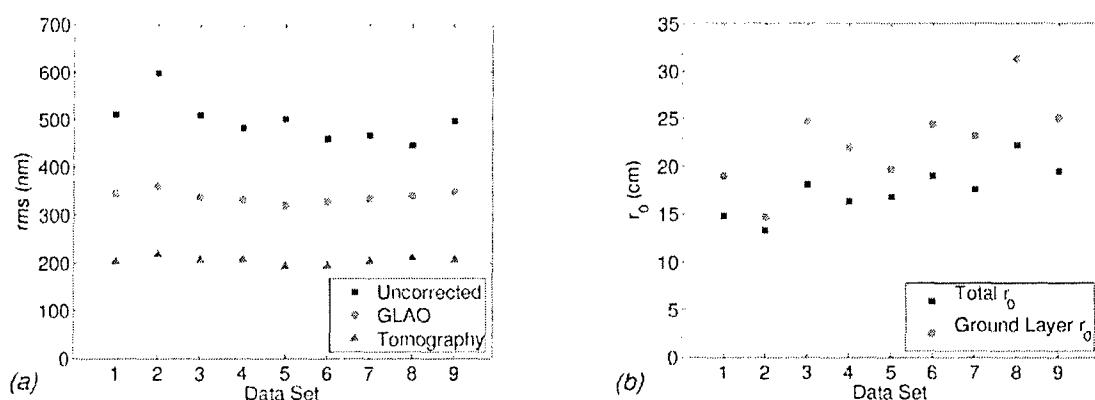 700
600
500
400
300
200
100
0
rms (nm)
1 2 3 4 5 6 7 8 9
Data Set
Uncorrected
GLAO
Tomography
(a)
35
30
25
20
15
10
5
0
r0 (cm)
1 2 3 4 5 6 7 8 9
Data Set
Total r0
Ground Layer r0
(b)